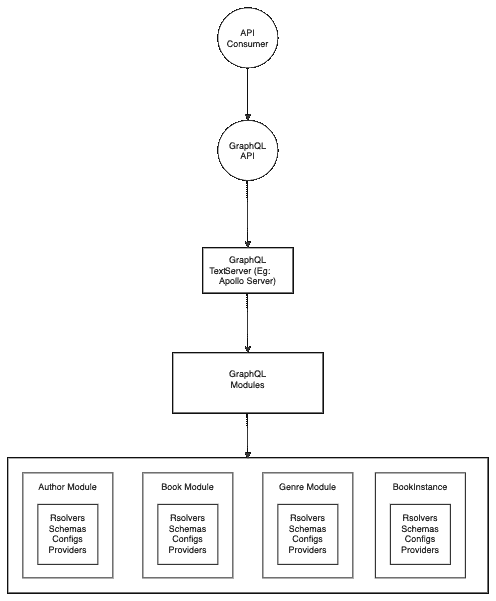 API
Consumer
GraphQL
API
GraphQL
TextServer (Eg:
Apollo Server)
GraphQL
Modules
Author Module
Rsolvers
Schemas
Configs
Providers
Book Module
Rsolvers
Schemas
Configs
Providers
Genre Module
Rsolvers
Schemas
Configs
Providers
BookInstance
Rsolvers
Schemas
Configs
Providers